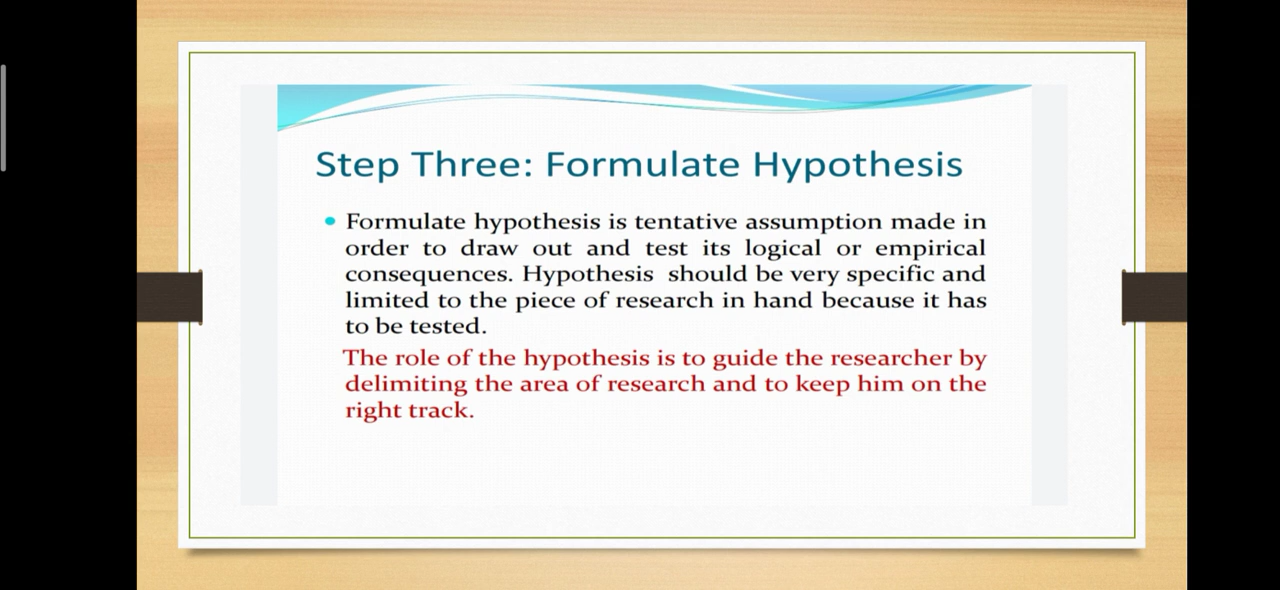 Step Three: Formulate Hypothesis
• Formulate hypothesis is tentative assumption made in
order to draw out and test its logical or empirical
consequences. Hypothesis should be very specific and
limited to the piece of research in hand because it has
to be tested.
The role of the hypothesis is to guide the researcher by
delimiting the area of research and to keep him on the
right track.